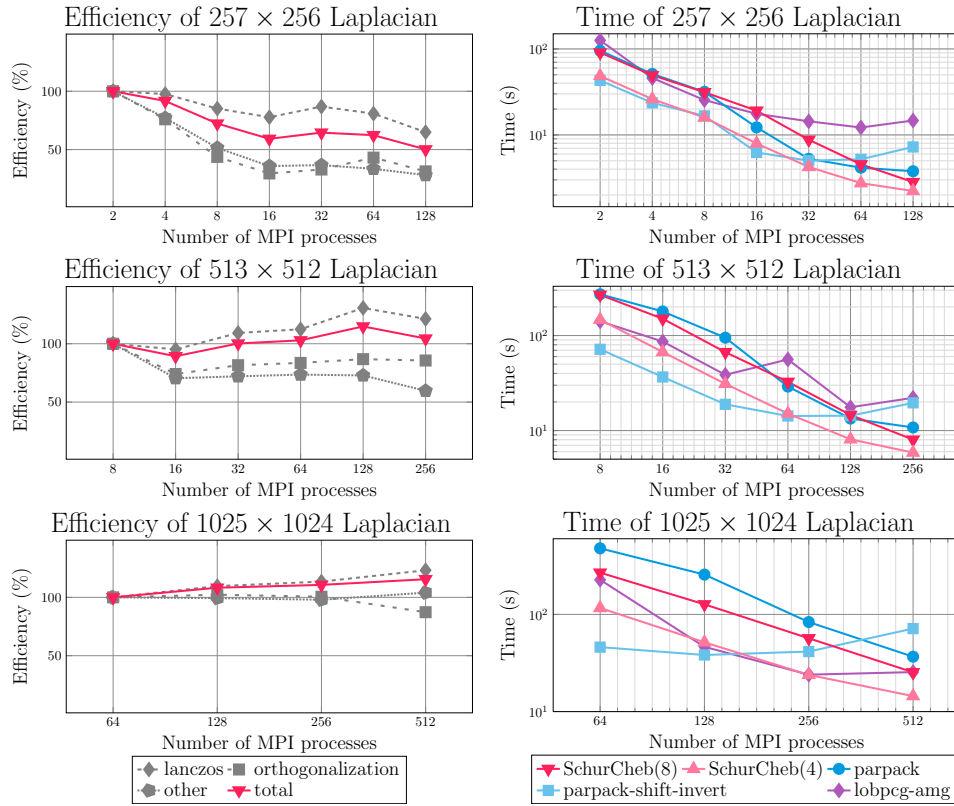 Efficiency of 257 × 256 Laplacian
Efficiency (%)
100
50
2 4 8 16 32 64 128
Number of MPI processes
Time of 257 × 256 Laplacian
Time (s)
10²
10¹
2 4 8 16 32 64 128
Number of MPI processes
Efficiency of 513 × 512 Laplacian
Efficiency (%)
100
50
8 16 32 64 128 256
Number of MPI processes
Time of 513 × 512 Laplacian
Time (s)
10²
10¹
8 16 32 64 128 256
Number of MPI processes
Efficiency of 1025 × 1024 Laplacian
Efficiency (%)
100
50
64 128 256 512
Number of MPI processes
Time of 1025 × 1024 Laplacian
Time (s)
10²
10¹
64 128 256 512
Number of MPI processes
lanczos orthogonalization
other total
SchurCheb(8) SchurCheb(4) parpack
parpack-shift-invert lobpcg-amg